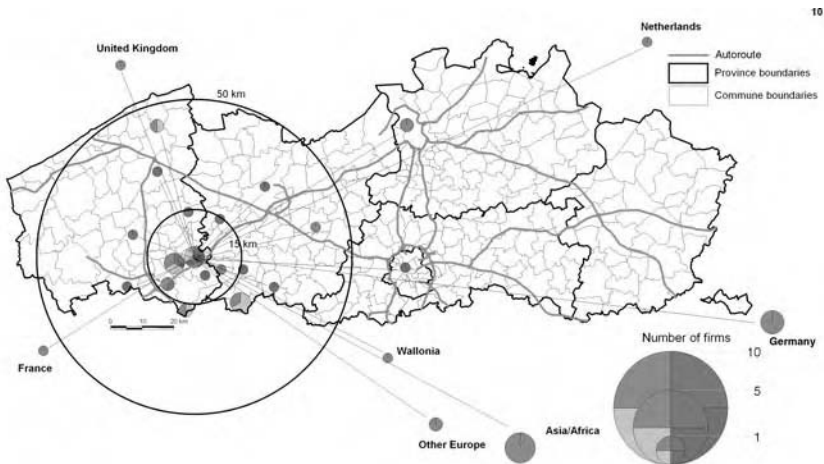 10
United Kingdom
Netherlands
Autoroute
Province boundaries
Commune boundaries
50 km
15 km
0 10 20 km
France
Wallonia
Germany
Other Europe
Asia/Africa
Number of firms
10
5
1